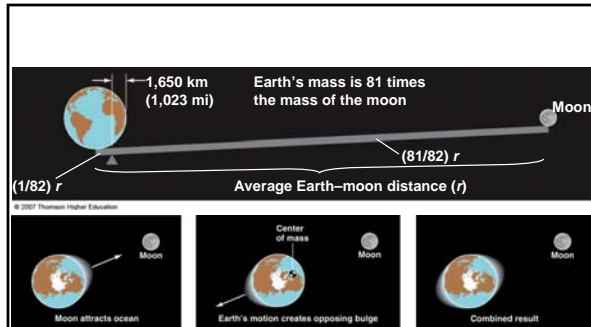 1,650 km
(1,023 mi)
Earth's mass is 81 times
the mass of the moon
Moon
(1/82) r
(81/82) r
Average Earth–moon distance (r)
© 2007 Thomson Higher Education
Moon
Moon attracts ocean
Center
of mass
Moon
Earth's motion creates opposing bulge
Moon
Combined result